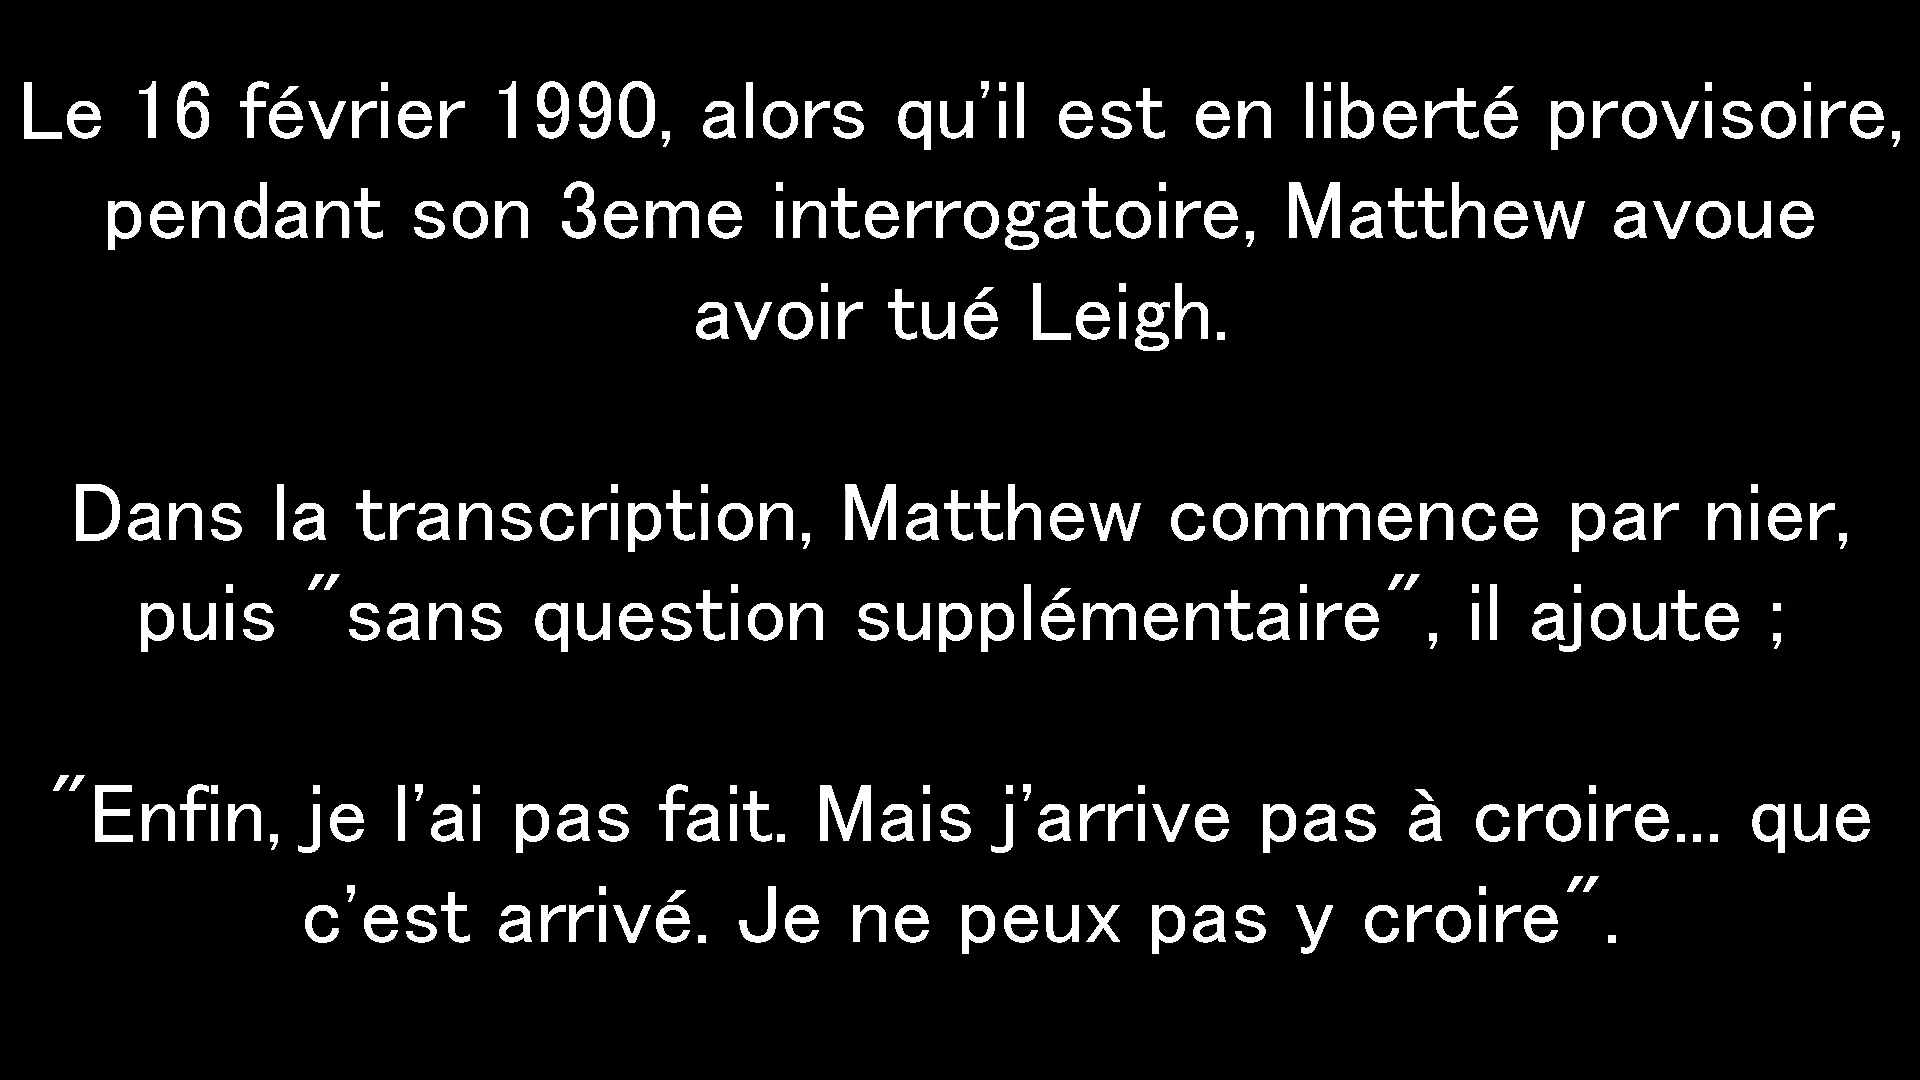 Le 16 février 1990, alors qu'il est en liberté provisoire,
pendant son 3eme interrogatoire, Matthew avoue
avoir tué Leigh.
Dans la transcription, Matthew commence par nier,
puis "sans question supplémentaire", il ajoute ;
"Enfin, je l'ai pas fait. Mais j'arrive pas à croire... que
c'est arrivé. Je ne peux pas y croire".